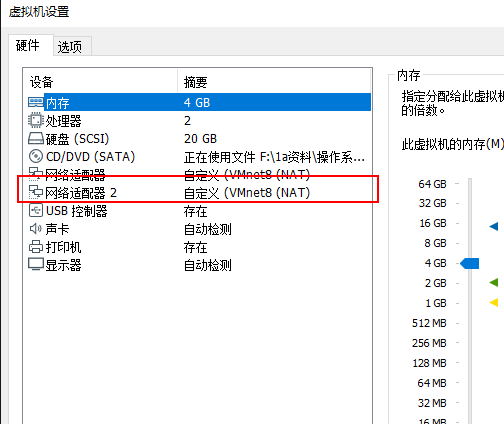 虚拟机设置
硬件 选项
设备 摘要
内存 4 GB
处理器 2
硬盘 (SCSI) 20 GB
CD/DVD (SATA) 正在使用文件 F:\1a资料\操作系...
网络适配器 自定义 (VMnet8 (NAT)
网络适配器 2 自定义 (VMnet8 (NAT)
USB 控制器 存在
声卡 自动检测
打印机 存在
显示器 自动检测
内存
指定分配给此虚拟机
的倍数。
此虚拟机的内存(M)
64 GB
32 GB
16 GB
8 GB
4 GB
2 GB
1 GB
512 MB
256 MB
128 MB
64 MB
32 MB
16 MB